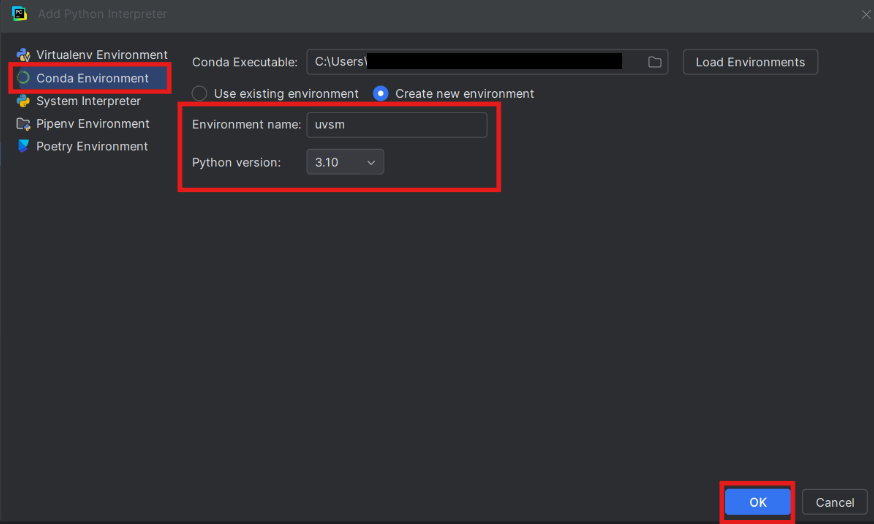 Add Python Interpreter
Virtualenv Environment
Conda Environment
System Interpreter
Pipenv Environment
Poetry Environment
Conda Executable: C:\Users\ Load Environments
Use existing environment Create new environment
Environment name: uvsm
Python version: 3.10
OK Cancel